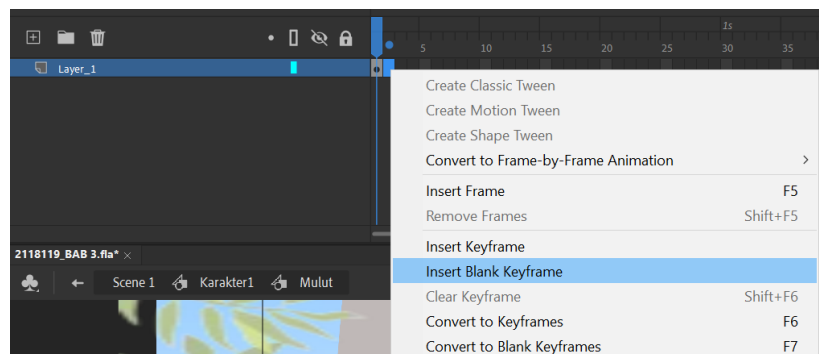 1s
5 10 15 20 25 30 35
Layer_1
Create Classic Tween
Create Motion Tween
Create Shape Tween
Convert to Frame-by-Frame Animation
Insert Frame F5
Remove Frames Shift+F5
Insert Keyframe
Insert Blank Keyframe
Clear Keyframe Shift+F6
Convert to Keyframes F6
Convert to Blank Keyframes F7
2118119_BAB 3.fla*
Scene 1 Karakter1 Mulut